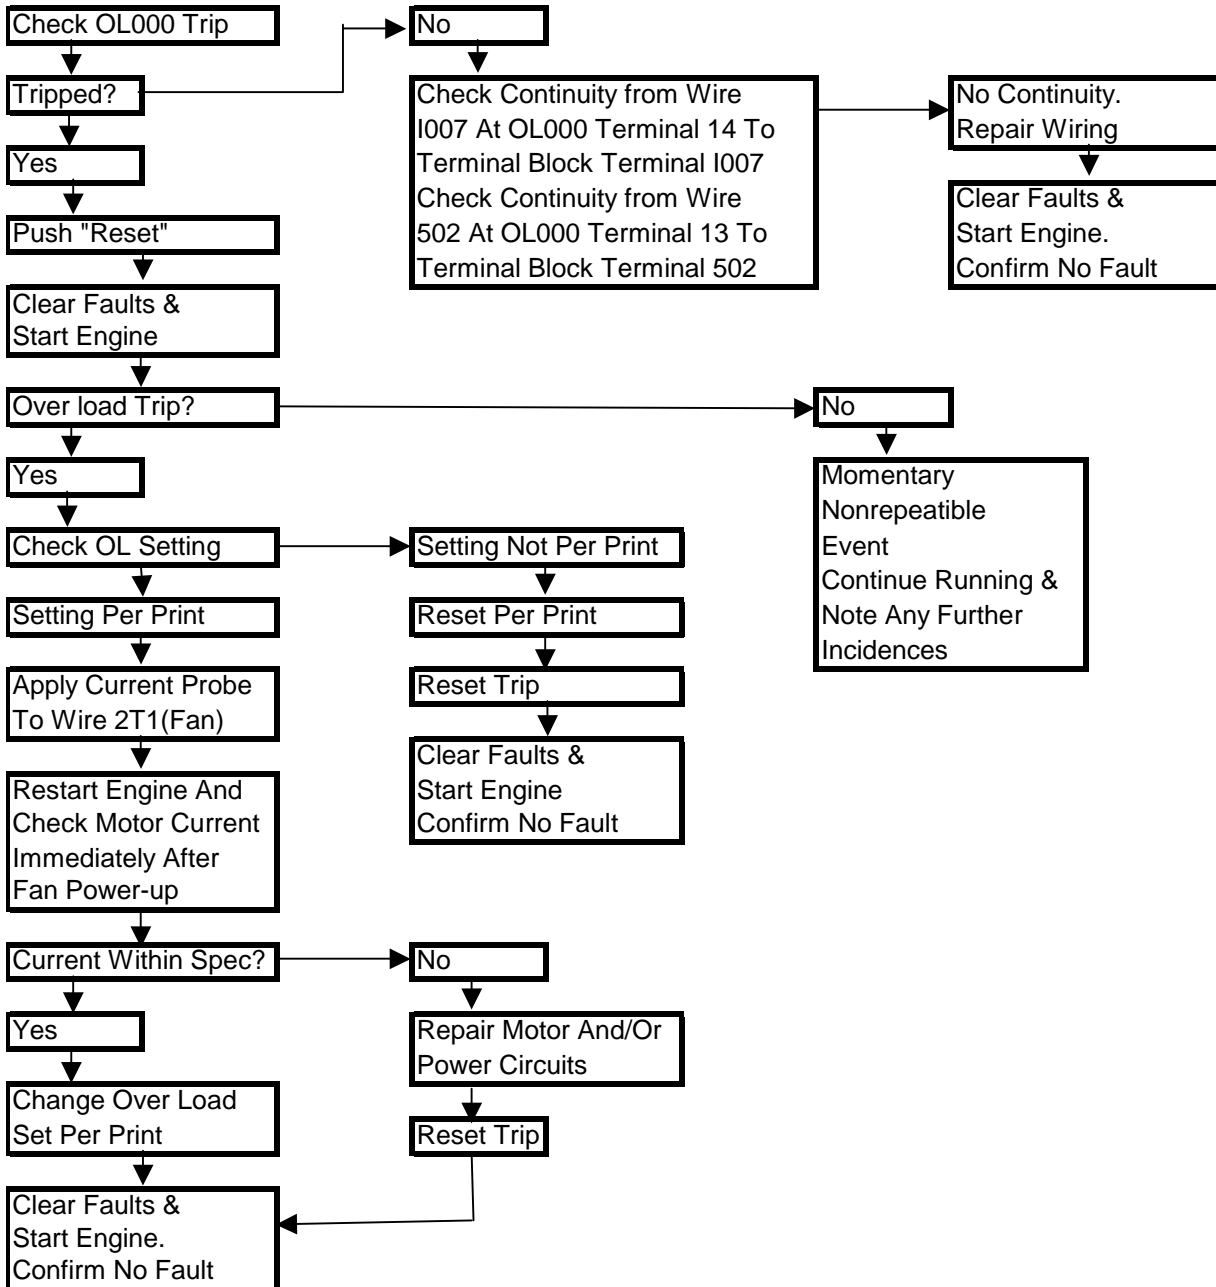 Check OL000 Trip
Tripped?
Yes
Push "Reset"
Clear Faults &
Start Engine
Over load Trip?
Yes
Check OL Setting
Setting Per Print
Apply Current Probe
To Wire 2T1(Fan)
Restart Engine And
Check Motor Current
Immediately After
Fan Power-up
Current Within Spec?
Yes
Change Over Load
Set Per Print
Clear Faults &
Start Engine.
Confirm No Fault
No
Check Continuity from Wire
I007 At OL000 Terminal 14 To
Terminal Block Terminal I007
Check Continuity from Wire
502 At OL000 Terminal 13 To
Terminal Block Terminal 502
No Continuity.
Repair Wiring
Clear Faults &
Start Engine.
Confirm No Fault
No
Momentary
Nonrepeatible
Event
Continue Running &
Note Any Further
Incidences
Setting Not Per Print
Reset Per Print
Reset Trip
Clear Faults &
Start Engine
Confirm No Fault
No
Repair Motor And/Or
Power Circuits
Reset Trip